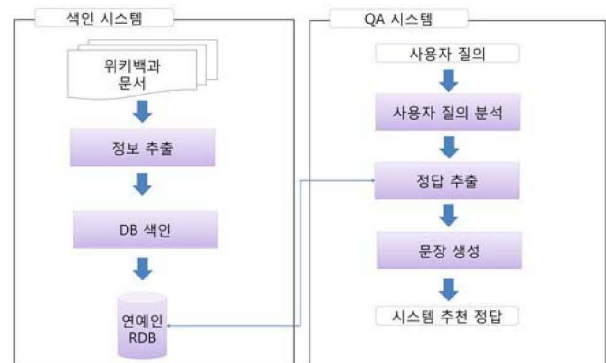 색인 시스템
위키백과
문서
정보 추출
DB 색인
연예인
RDB
QA 시스템
사용자 질의
사용자 질의 분석
정답 추출
문장 생성
시스템 추천 정답